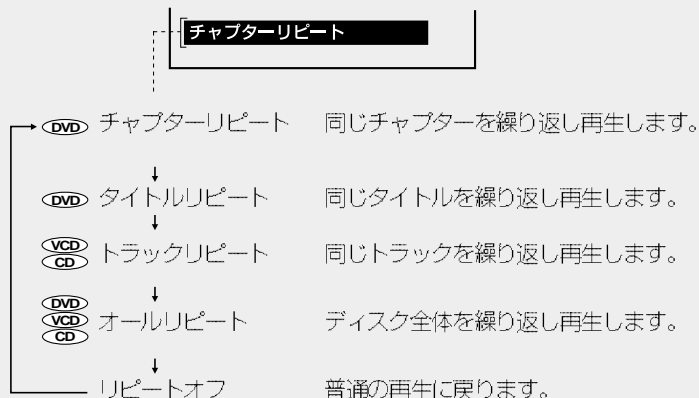 チャプターリピート
DVD チャプターリピート 同じチャプターを繰り返し再生します。
DVD タイトルリピート 同じタイトルを繰り返し再生します。
VCD
CD トラックリピート 同じトラックを繰り返し再生します。
DVD
VCD オールリピート ディスク全体を繰り返し再生します。
CD
リピートオフ 普通の再生に戻ります。